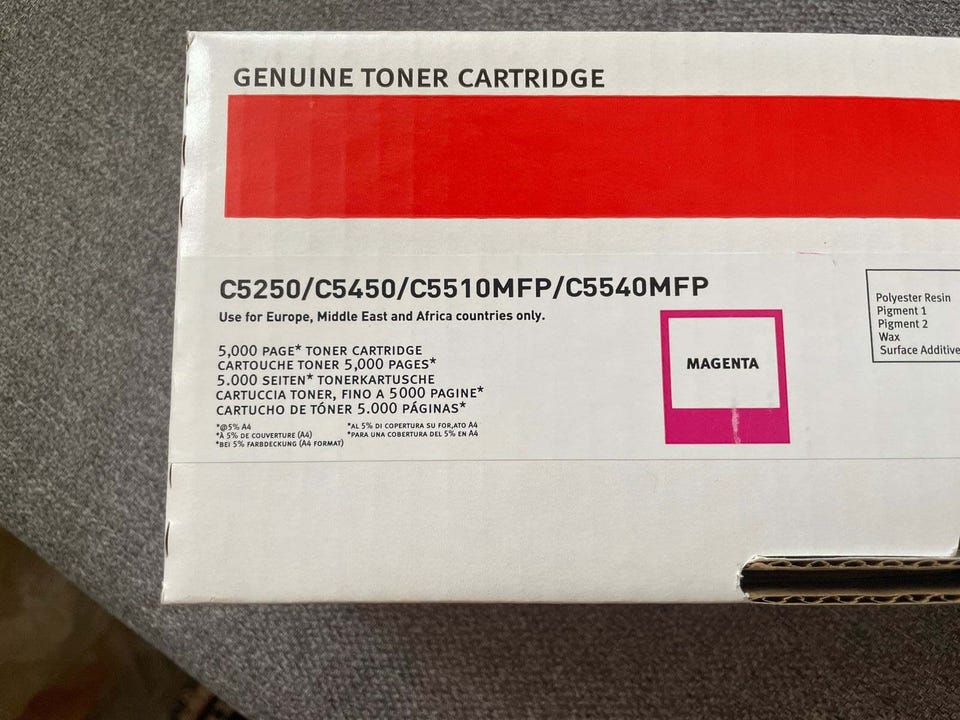 GENUINE TONER CARTRIDGE
C5250/C5450/C5510MFP/C5540MFP
Use for Europe, Middle East and Africa countries only.
5,000 PAGE* TONER CARTRIDGE
CARTOUCHE TONER 5,000 PAGES*
5.000 SEITEN* TONERKARTUSCHE
CARTUCCIA TONER, FINO A 5000 PAGINE*
CARTUCHO DE TÓNER 5.000 PÁGINAS*
*@5% A4
*À 5% DE COUVERTURE (A4)
*BEI 5% FARBDECKUNG (A4 FORMAT)
*AL 5% DI COPERTURA SU FOR,ATO A4
*PARA UNA COBERTURA DEL 5% EN A4
MAGENTA
Polyester Resin
Pigment 1
Pigment 2
Wax
Surface Additive